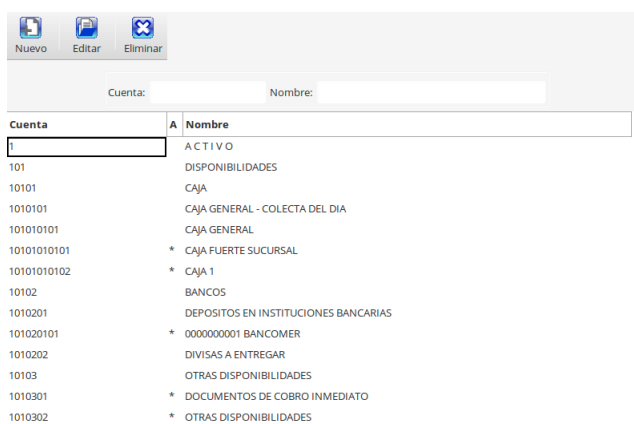 Nuevo Editar Eliminar
Cuenta: Nombre:
Cuenta A Nombre
1 A C T I V O
101 DISPONIBILIDADES
10101 CAJA
1010101 CAJA GENERAL - COLECTA DEL DIA
101010101 CAJA GENERAL
10101010101 * CAJA FUERTE SUCURSAL
10101010102 * CAJA 1
10102 BANCOS
1010201 DEPOSITOS EN INSTITUCIONES BANCARIAS
101020101 * 0000000001 BANCOMER
1010202 DIVISAS A ENTREGAR
10103 OTRAS DISPONIBILIDADES
1010301 * DOCUMENTOS DE COBRO INMEDIATO
1010302 * OTRAS DISPONIBILIDADES